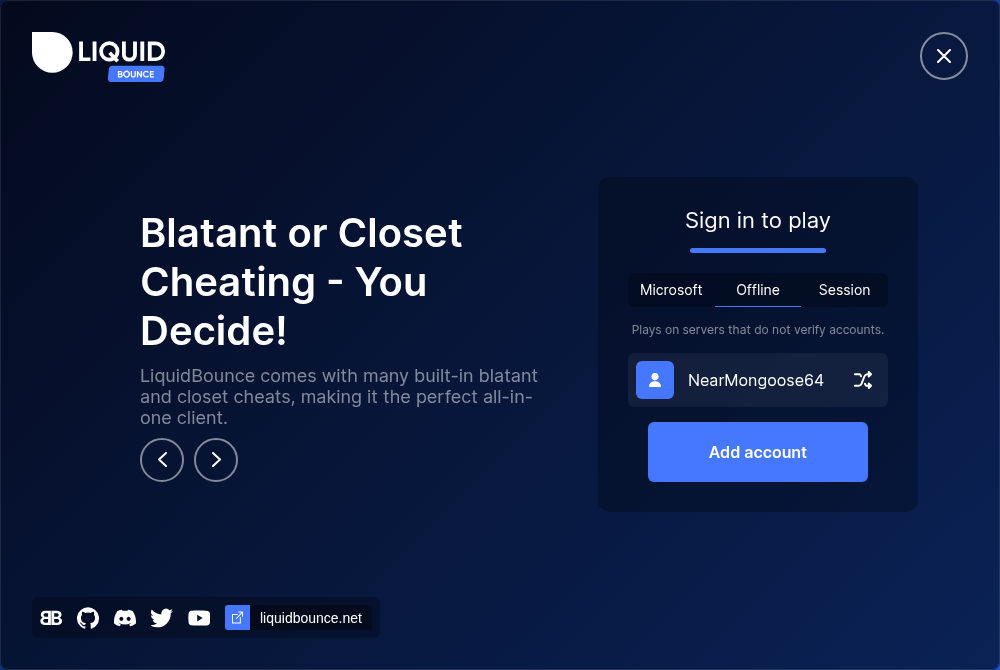 LIQUID
BOUNCE
Blatant or Closet
Cheating - You
Decide!
LiquidBounce comes with many built-in blatant
and closet cheats, making it the perfect all-in-
one client.
Sign in to play
Microsoft Offline Session
Plays on servers that do not verify accounts.
NearMongoose64
Add account
liquidbounce.net